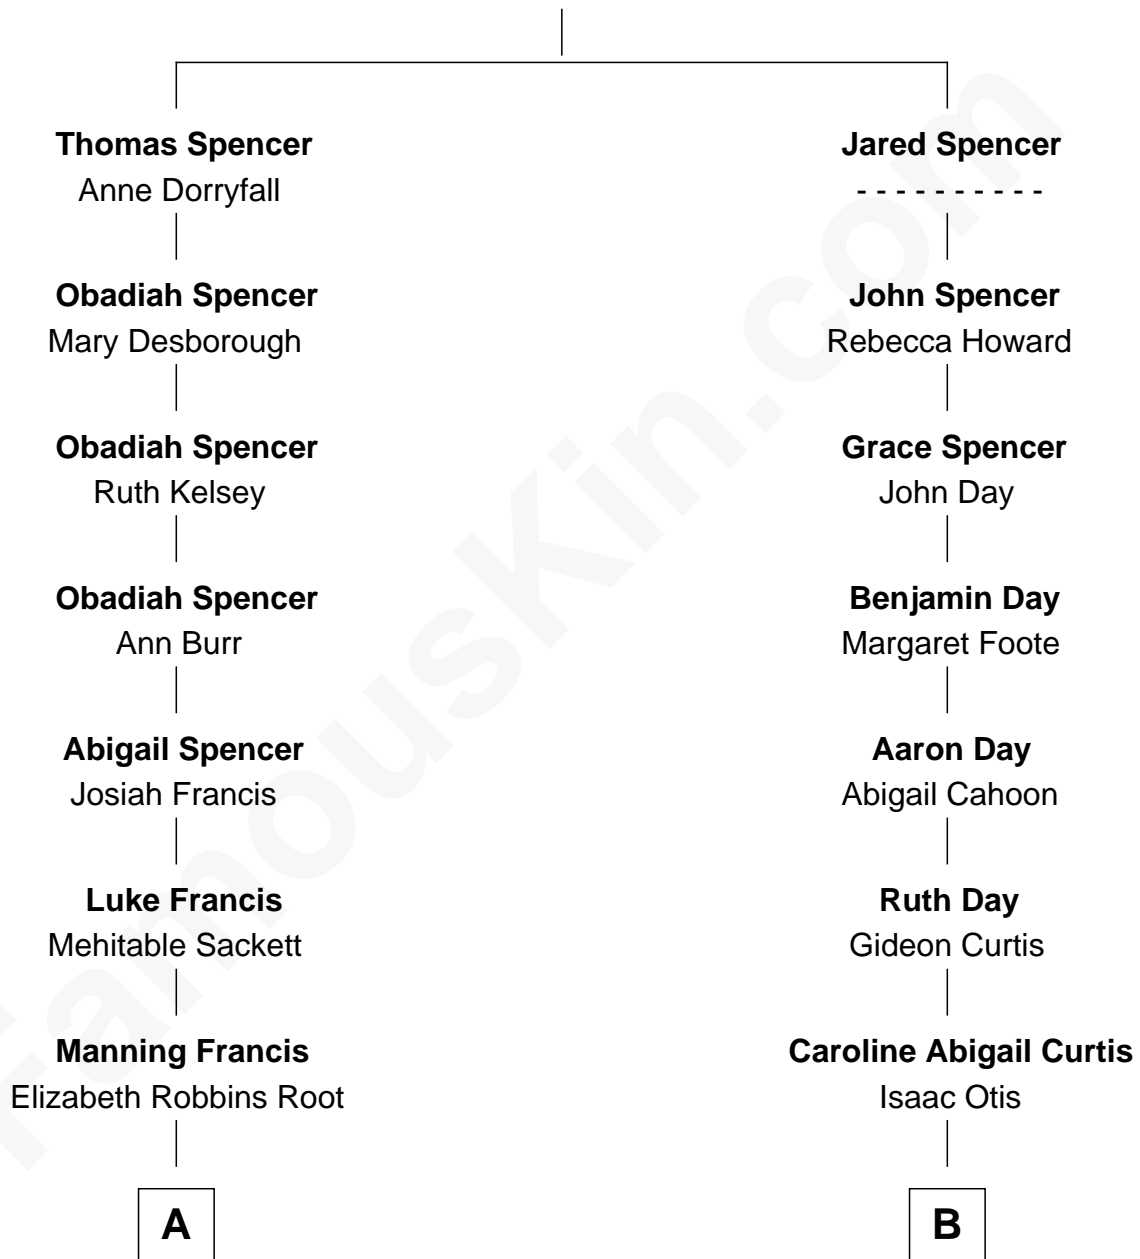 Thomas Spencer
Anne Dorryfall
Obadiah Spencer
Mary Desborough
Obadiah Spencer
Ruth Kelsey
Obadiah Spencer
Ann Burr
Abigail Spencer
Josiah Francis
Luke Francis
Mehitable Sackett
Manning Francis
Elizabeth Robbins Root
A
Jared Spencer
- - - - - - - - - -
John Spencer
Rebecca Howard
Grace Spencer
John Day
Benjamin Day
Margaret Foote
Aaron Day
Abigail Cahoon
Ruth Day
Gideon Curtis
Caroline Abigail Curtis
Isaac Otis
B
FamousKin.com